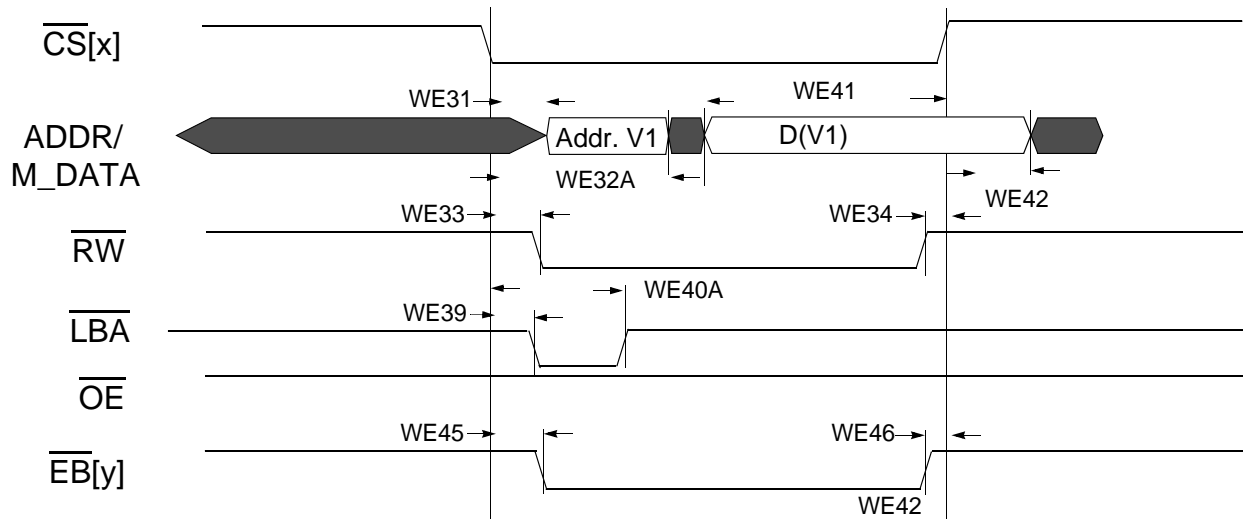 CS[x]
WE31
WE41
ADDR/
M_DATA
Addr. V1
D(V1)
WE32A
WE42
WE33
WE34
RW
WE40A
WE39
LBA
OE
WE45
WE46
EB[y]
WE42